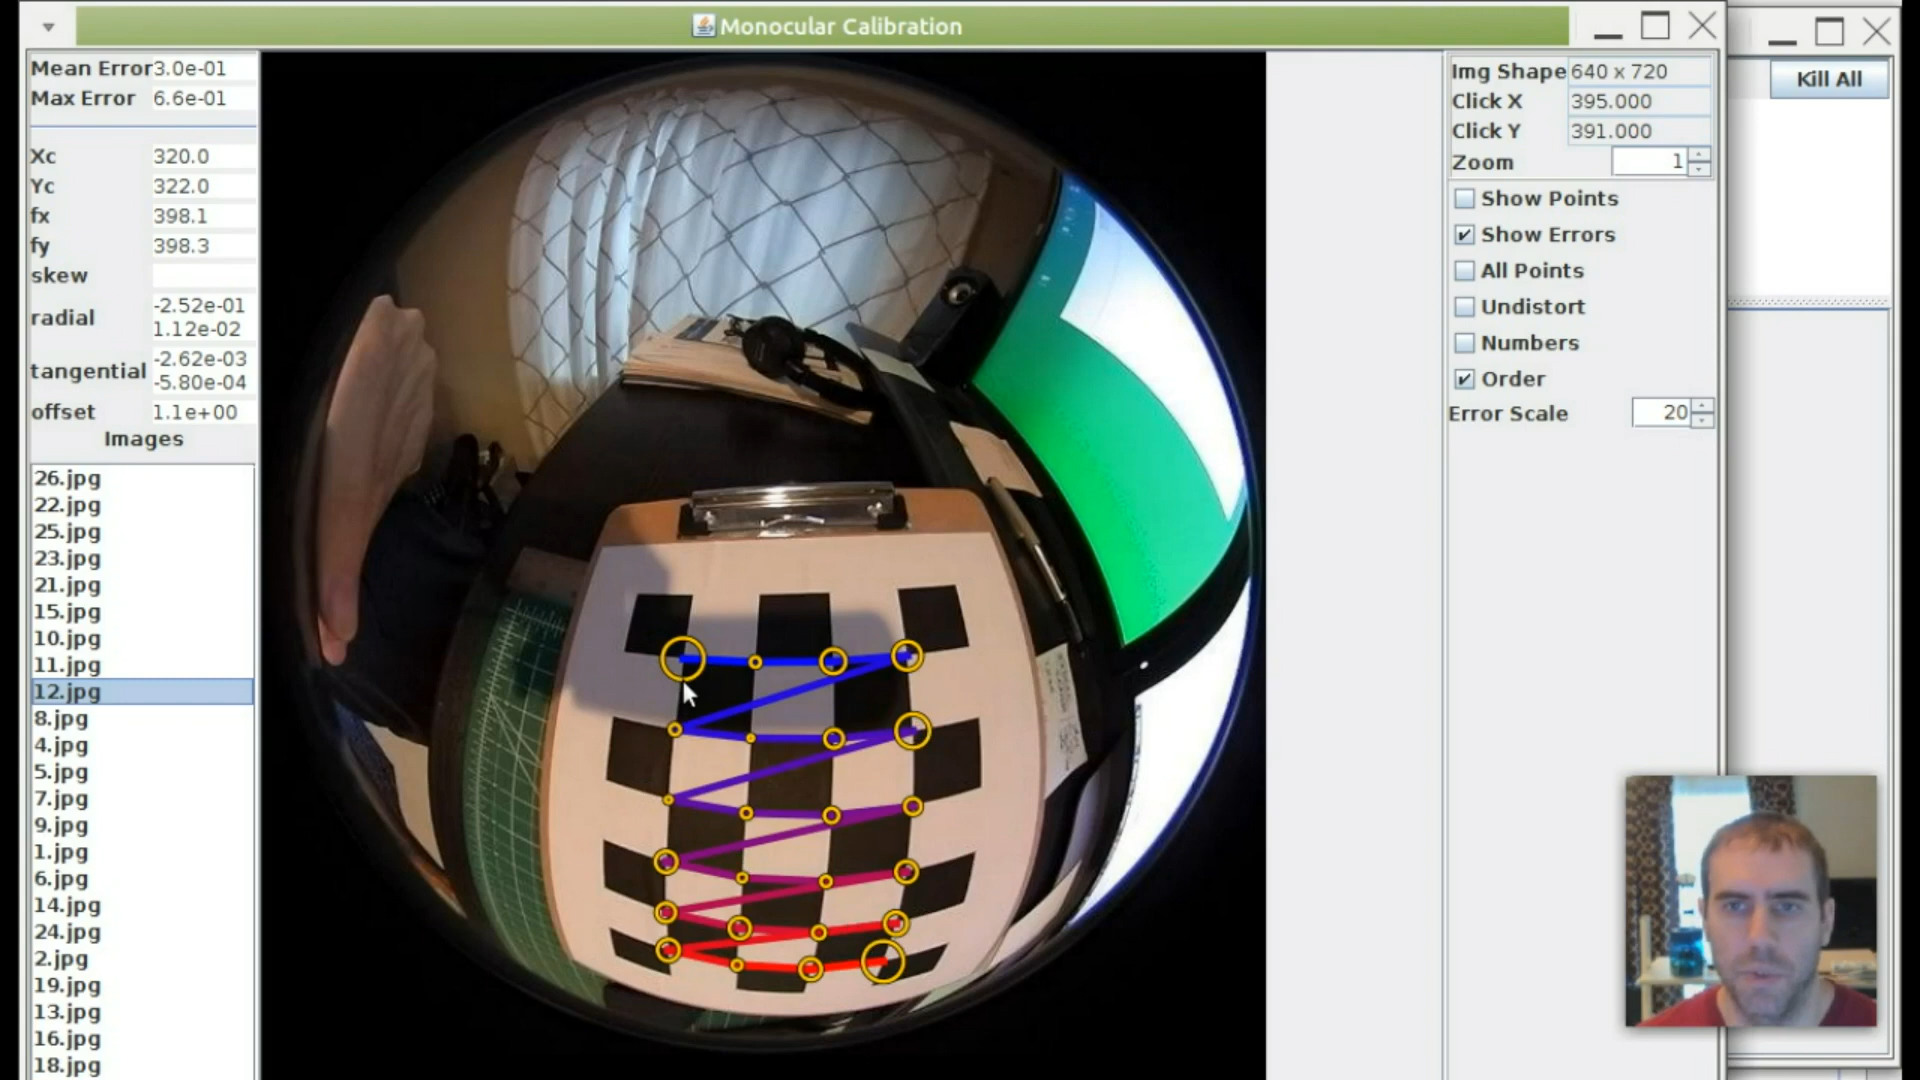 Monocular Calibration
Kill All
Mean Error 3.0e-01
Max Error 6.6e-01
Xc 320.0
Yc 322.0
fx 398.1
fy 398.3
skew
radial -2.52e-01
1.12e-02
tangential -2.62e-03
-5.80e-04
offset 1.1e+00
Images
26.jpg
22.jpg
25.jpg
23.jpg
21.jpg
15.jpg
10.jpg
11.jpg
12.jpg
8.jpg
4.jpg
5.jpg
7.jpg
9.jpg
1.jpg
6.jpg
14.jpg
24.jpg
2.jpg
19.jpg
13.jpg
16.jpg
18.jpg
Img Shape 640 x 720
Click X 395.000
Click Y 391.000
Zoom 1
Show Points
Show Errors
All Points
Undistort
Numbers
Order
Error Scale 20